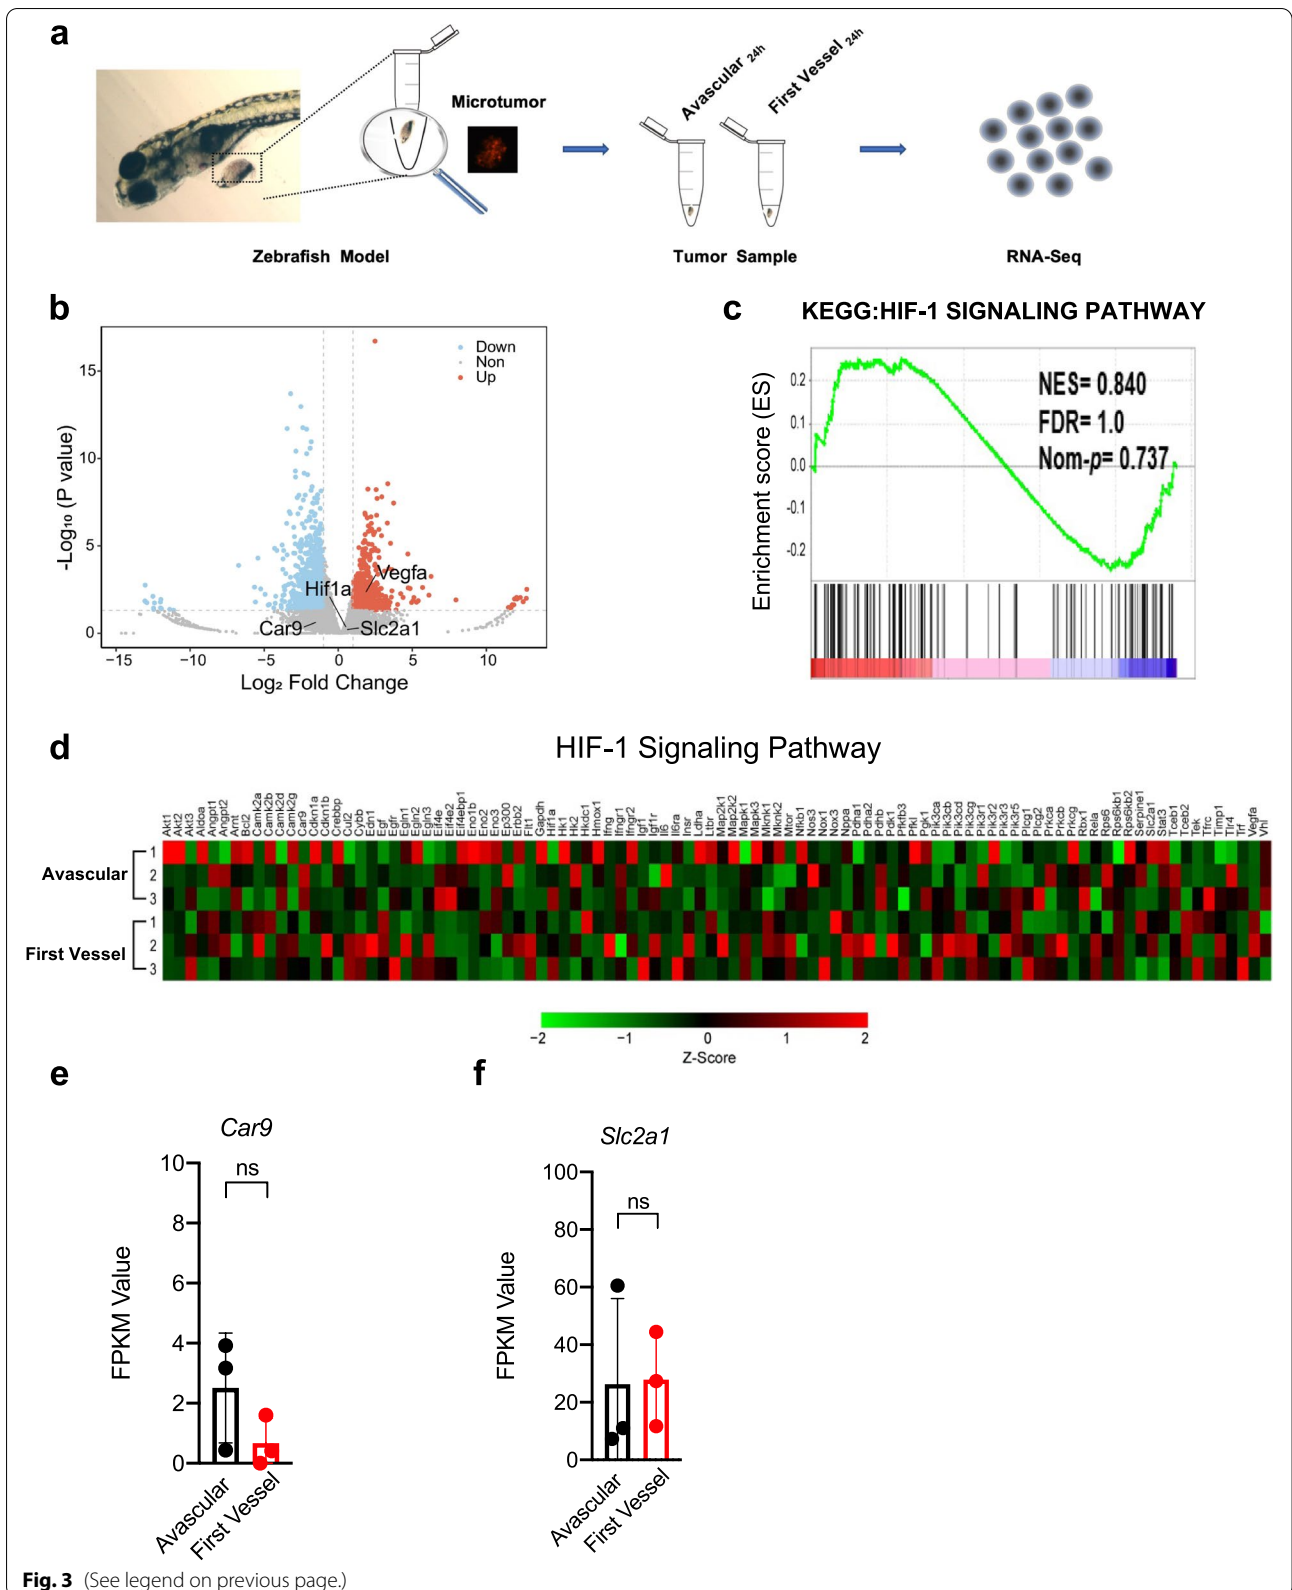 a
Microtumor
Avascular 24h
First Vessel 24h
Zebrafish Model
Tumor Sample
RNA-Seq
b
-Log₁₀ (P value)
15
10
5
0
Down
Non
Up
Vegfa
Hif1a
Car9
Slc2a1
−15
−10
−5
0
5
10
Log₂ Fold Change
c
KEGG:HIF-1 SIGNALING PATHWAY
Enrichment score (ES)
0.2
0.1
0.0
-0.1
-0.2
NES= 0.840
FDR= 1.0
Nom-p= 0.737
d
HIF-1 Signaling Pathway
Akt1 Akt2 Akt3 Aldoa Angpt1 Angpt2 Arnt Bcl2 Camk2a Camk2b Camk2d Camk2g Car9 Cdkn1a Cdkn1b Crebbp Cul2 Cybb Edn1 Egf Egfr Egln1 Egln2 Egln3 Eif4e Eif4e2 Eif4ebp1 Eno1b Eno2 Eno3 Ep300 Erbb2 Flt1 Gapdh Hif1a Hk1 Hk2 Hkdc1 Hmox1 Ifng Ifngr1 Ifngr2 Igf1 Igf1r Il6 Il6ra Insr Ldha Ltbr Map2k1 Map2k2 Mapk1 Mapk3 Mknk1 Mknk2 Mtor Nfkb1 Nos3 Nox1 Nox3 Nppa Pdha1 Pdha2 Pdhb Pdk1 Pfkfb3 Pfkl Pgk1 Pik3ca Pik3cb Pik3cd Pik3cg Pik3r1 Pik3r2 Pik3r3 Pik3r5 Plcg1 Plcg2 Prkca Prkcb Prkcg Rbx1 Rela Rps6 Rps6kb1 Rps6kb2 Serpine1 Slc2a1 Stat3 Tceb1 Tceb2 Tek Tfrc Timp1 Tlr4 Trf Vegfa Vhl
Avascular
1
2
3
First Vessel
1
2
3
−2
−1
0
1
2
Z-Score
e
Car9
ns
FPKM Value
10
8
6
4
2
0
Avascular
First Vessel
f
Slc2a1
ns
FPKM Value
100
80
60
40
20
0
Avascular
First Vessel
Fig. 3 (See legend on previous page.)